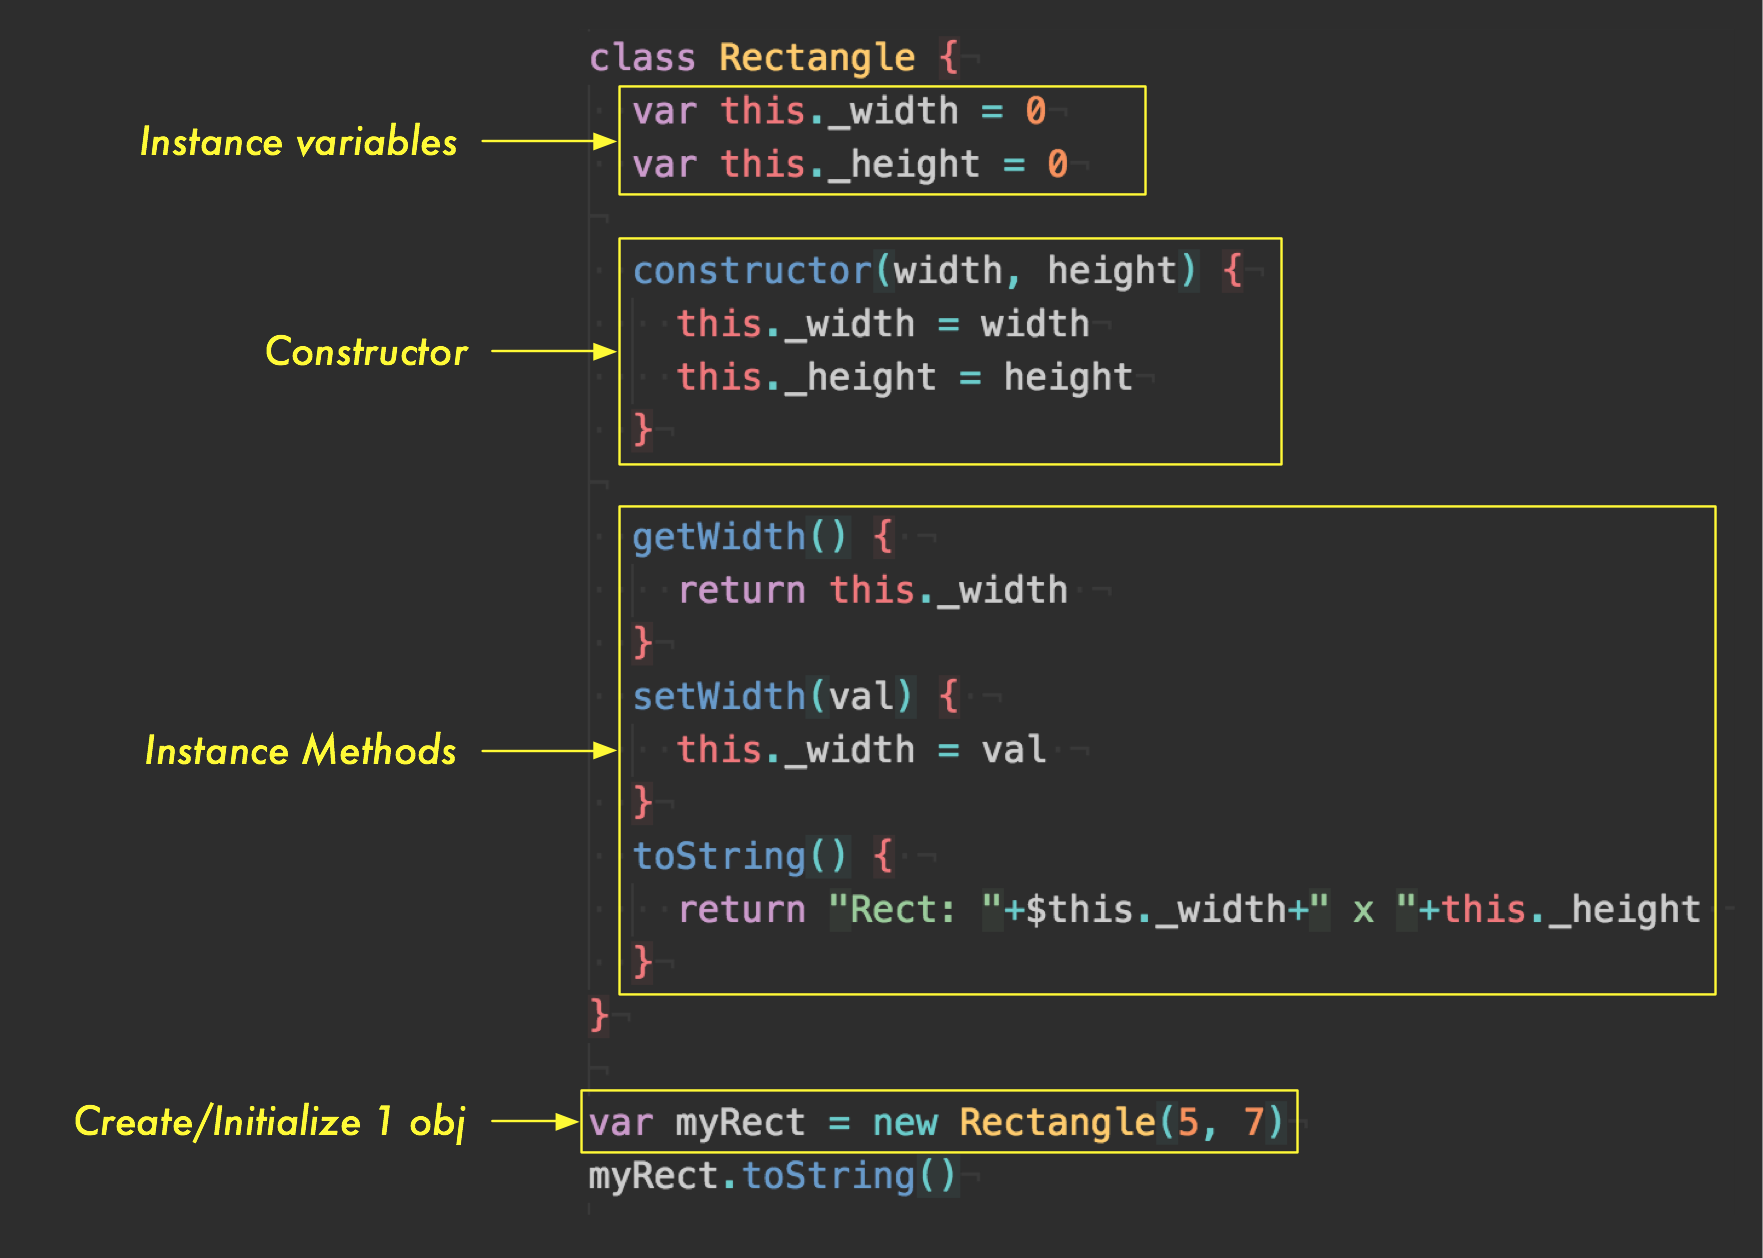 class Rectangle {
Instance variables
var this._width = 0
var this._height = 0
Constructor
constructor(width, height) {
this._width = width
this._height = height
}
Instance Methods
getWidth() {
return this._width
}
setWidth(val) {
this._width = val
}
toString() {
return "Rect: "+$this._width+" x "+this._height
}
}
Create/Initialize 1 obj
var myRect = new Rectangle(5, 7)
myRect.toString()